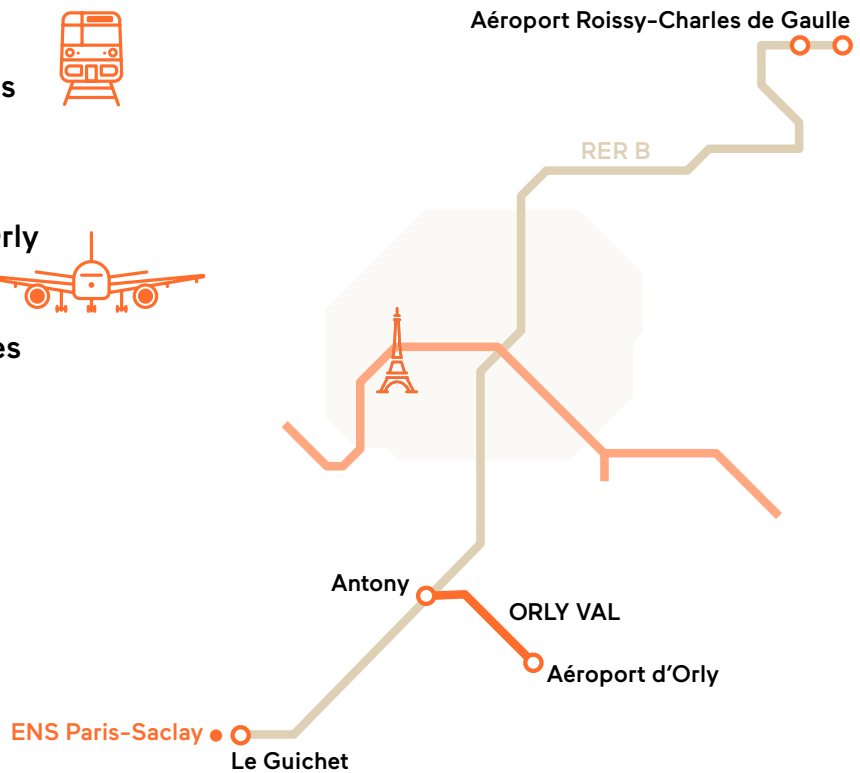 Aéroport Roissy-Charles de Gaulle
s
RER B
rly
es
Antony
ORLY VAL
Aéroport d'Orly
ENS Paris-Saclay
Le Guichet